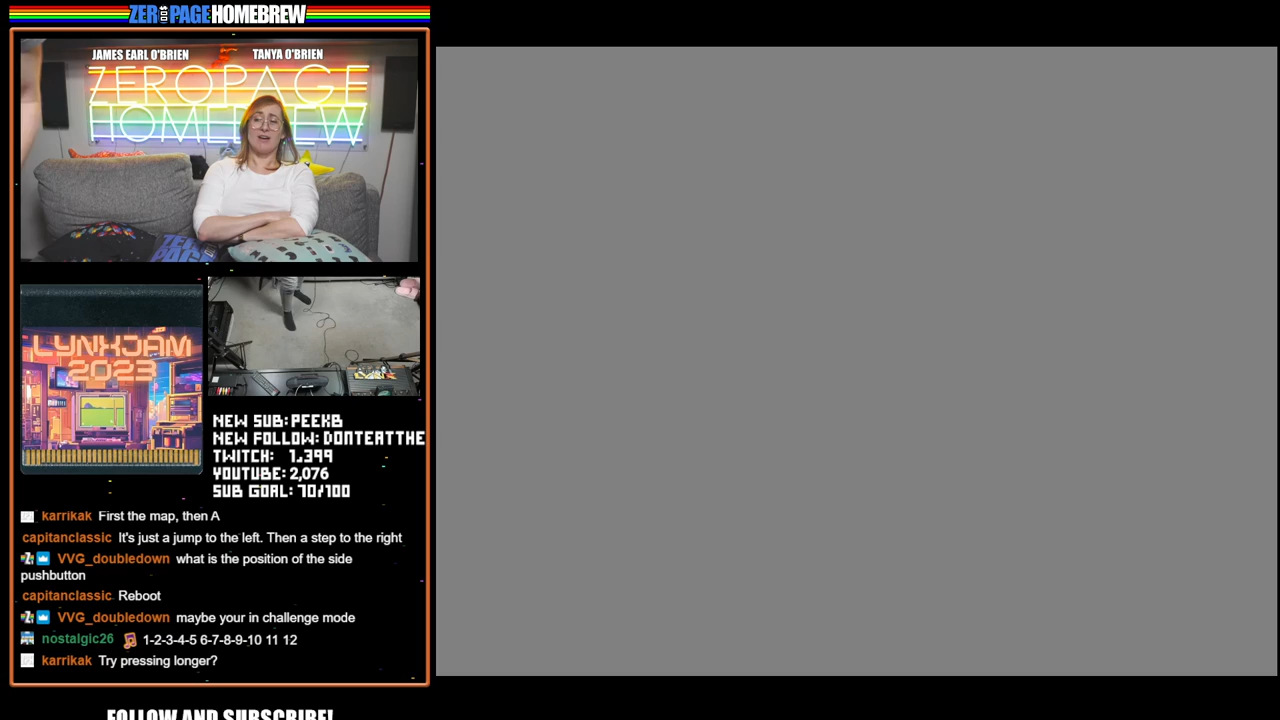 ZER PAGE HOMEBREW
JAMES EARL O'BRIEN TANYA O'BRIEN
ZEROPAGE
HOMEBREW
LYNXJAM
2023
NEW SUB: PEEKB
NEW FOLLOW: DONTEATTHE
TWITCH: 1,399
YOUTUBE: 2,076
SUB GOAL: 70/100
karrikak First the map, then A
capitanclassic It's just a jump to the left. Then a step to the right
VVG_doubledown what is the position of the side
pushbutton
capitanclassic Reboot
VVG_doubledown maybe your in challenge mode
nostalgic26 1-2-3-4-5 6-7-8-9-10 11 12
karrikak Try pressing longer?
FOLLOW AND SUBSCRIBE!